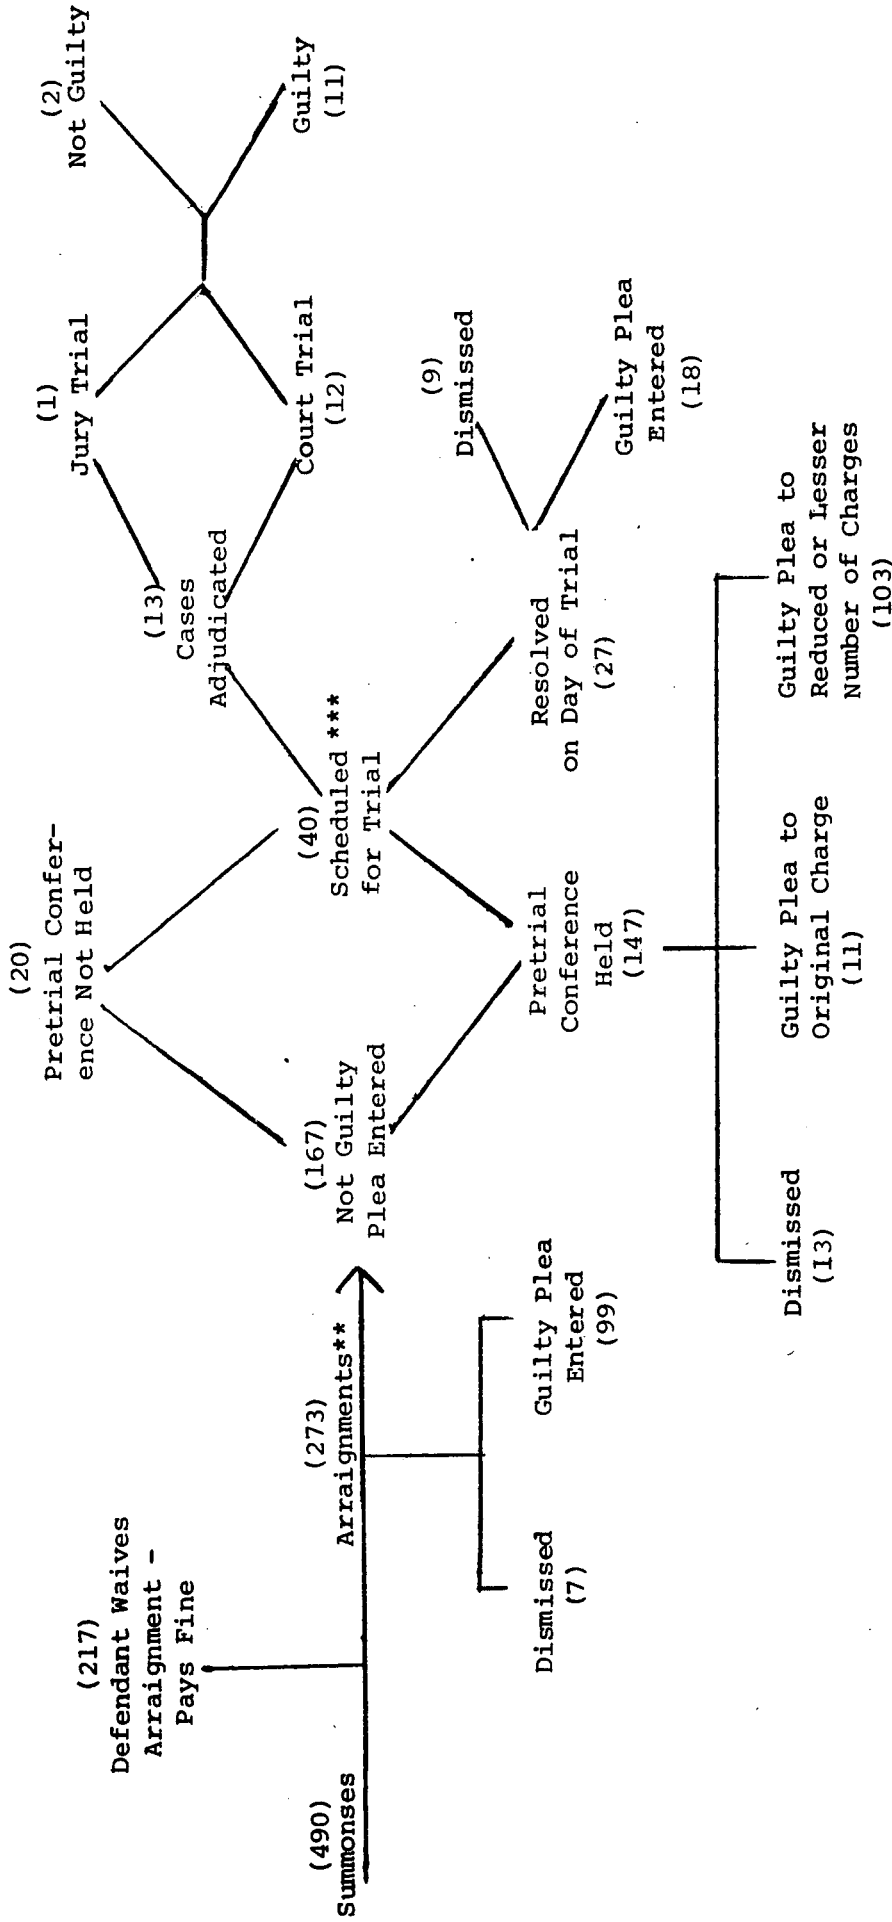 (490)
Summonses
(217)
Defendant Waives
Arraignment -
Pays Fine
(273)
Arraignments**
Dismissed
(7)
Guilty Plea
Entered
(99)
(167)
Not Guilty
Plea Entered
(20)
Pretrial Confer-
ence Not Held
Pretrial
Conference
Held
(147)
Dismissed
(13)
Guilty Plea to
Original Charge
(11)
Guilty Plea to
Reduced or Lesser
Number of Charges
(103)
(40)
Scheduled ***
for Trial
(13)
Cases
Adjudicated
Resolved
on Day of Trial
(27)
(9)
Dismissed
Guilty Plea
Entered
(18)
(1)
Jury Trial
Court Trial
(12)
(2)
Not Guilty
Guilty
(11)